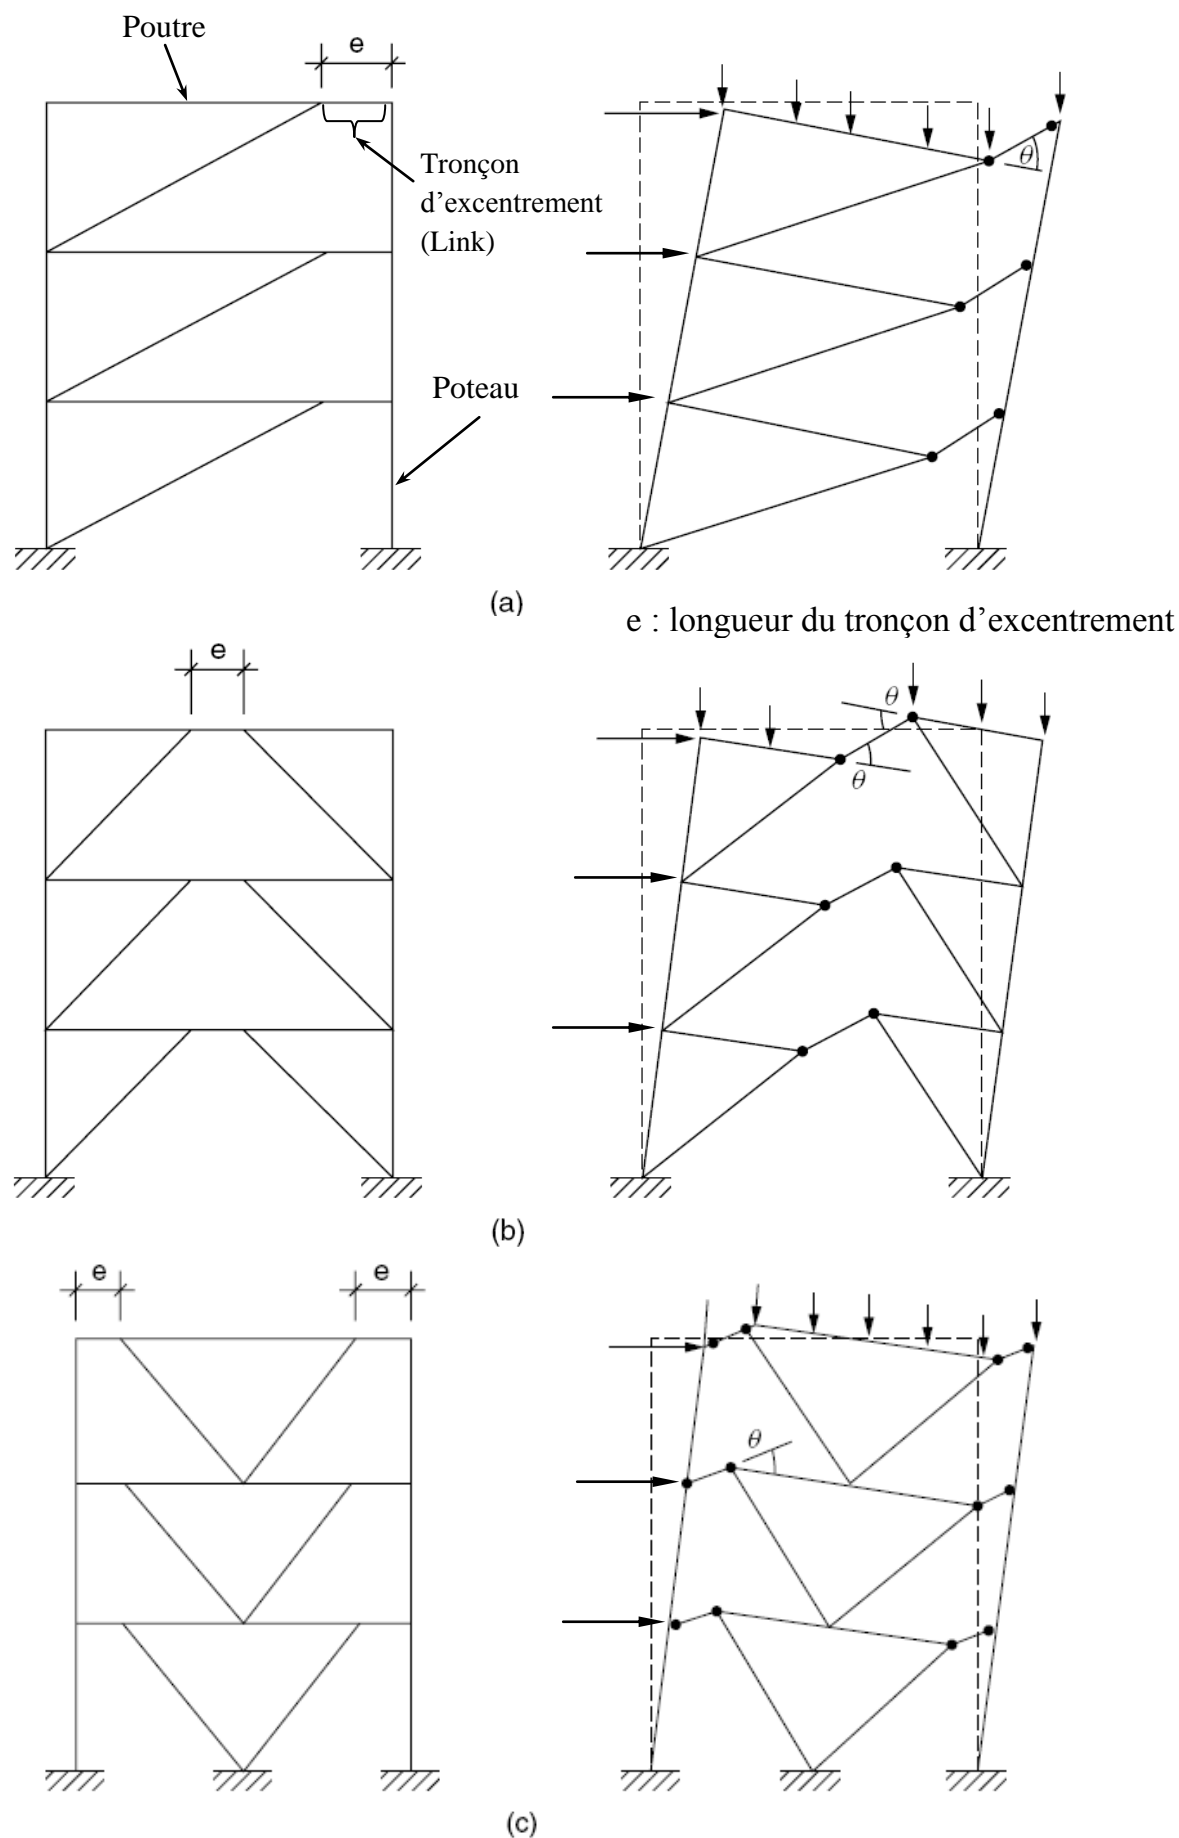 Poutre
e
Tronçon
d’excentrement
(Link)
θ
Poteau
(a)
e : longueur du tronçon d’excentrement
e
θ
θ
(b)
e
e
θ
(c)